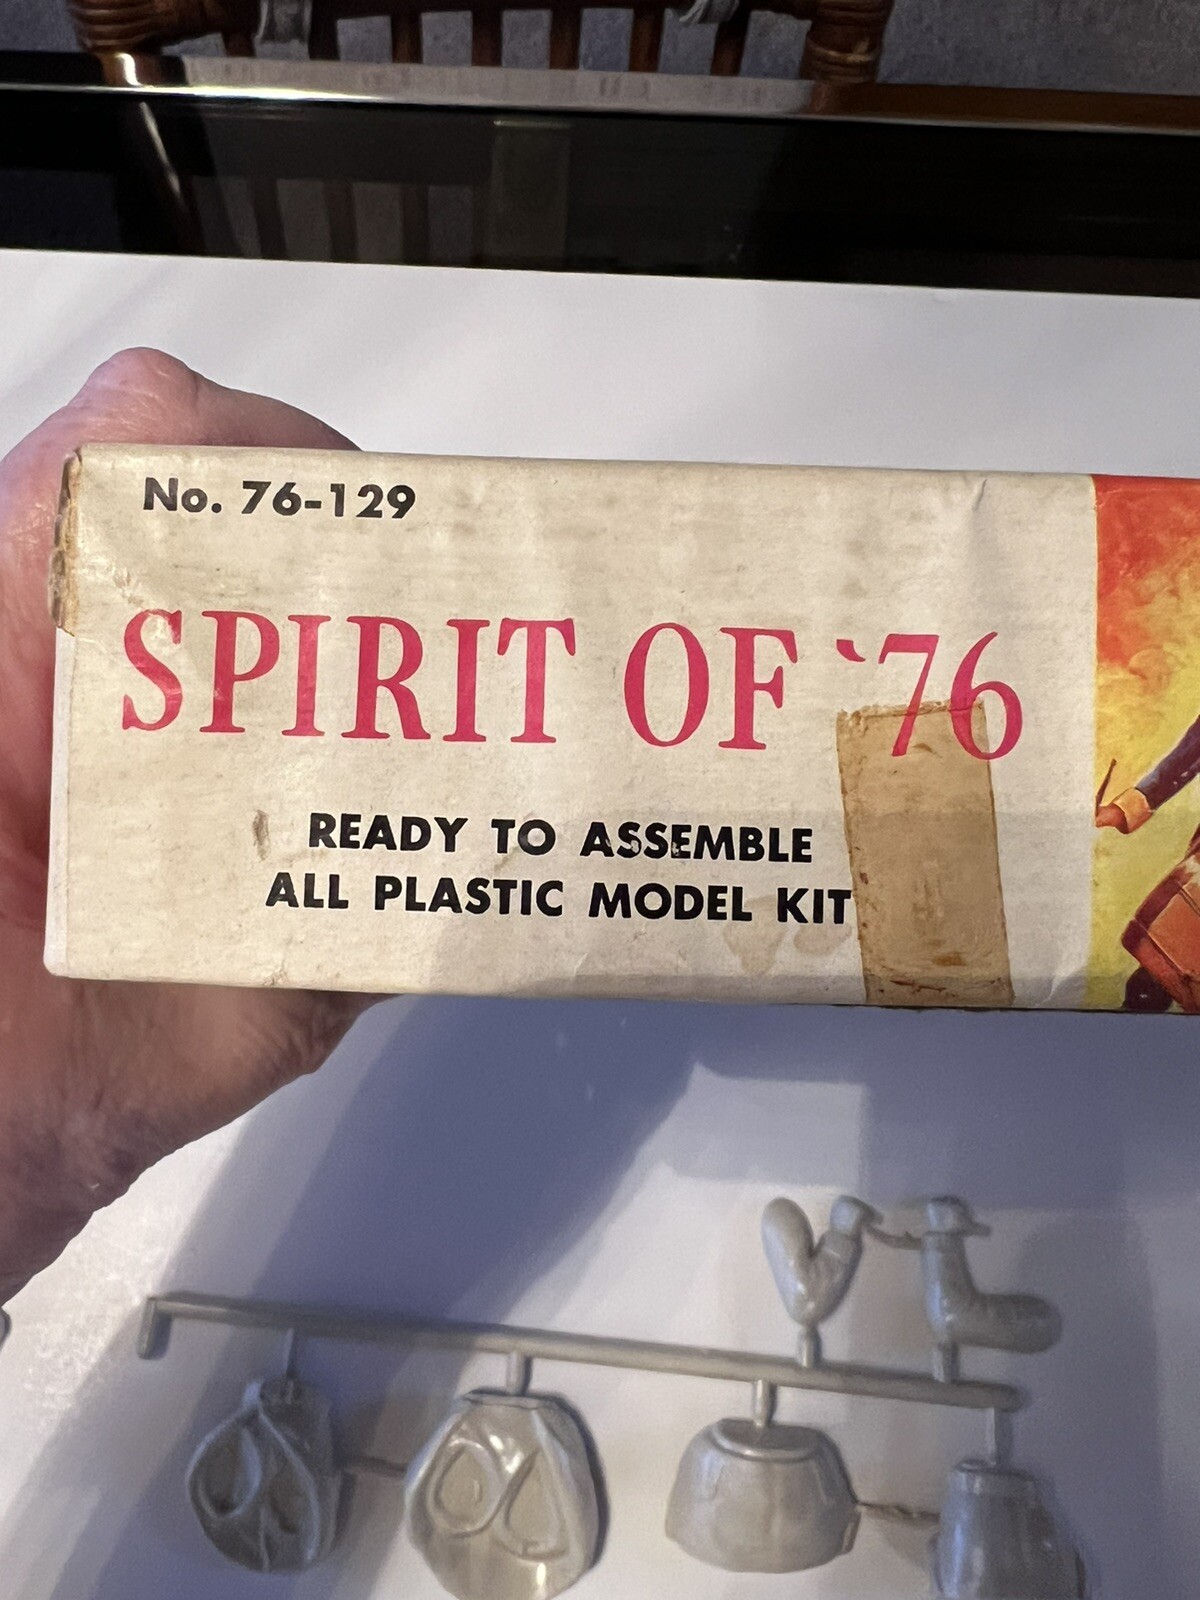 No. 76-129
SPIRIT OF `76
READY TO ASSEMBLE
ALL PLASTIC MODEL KIT